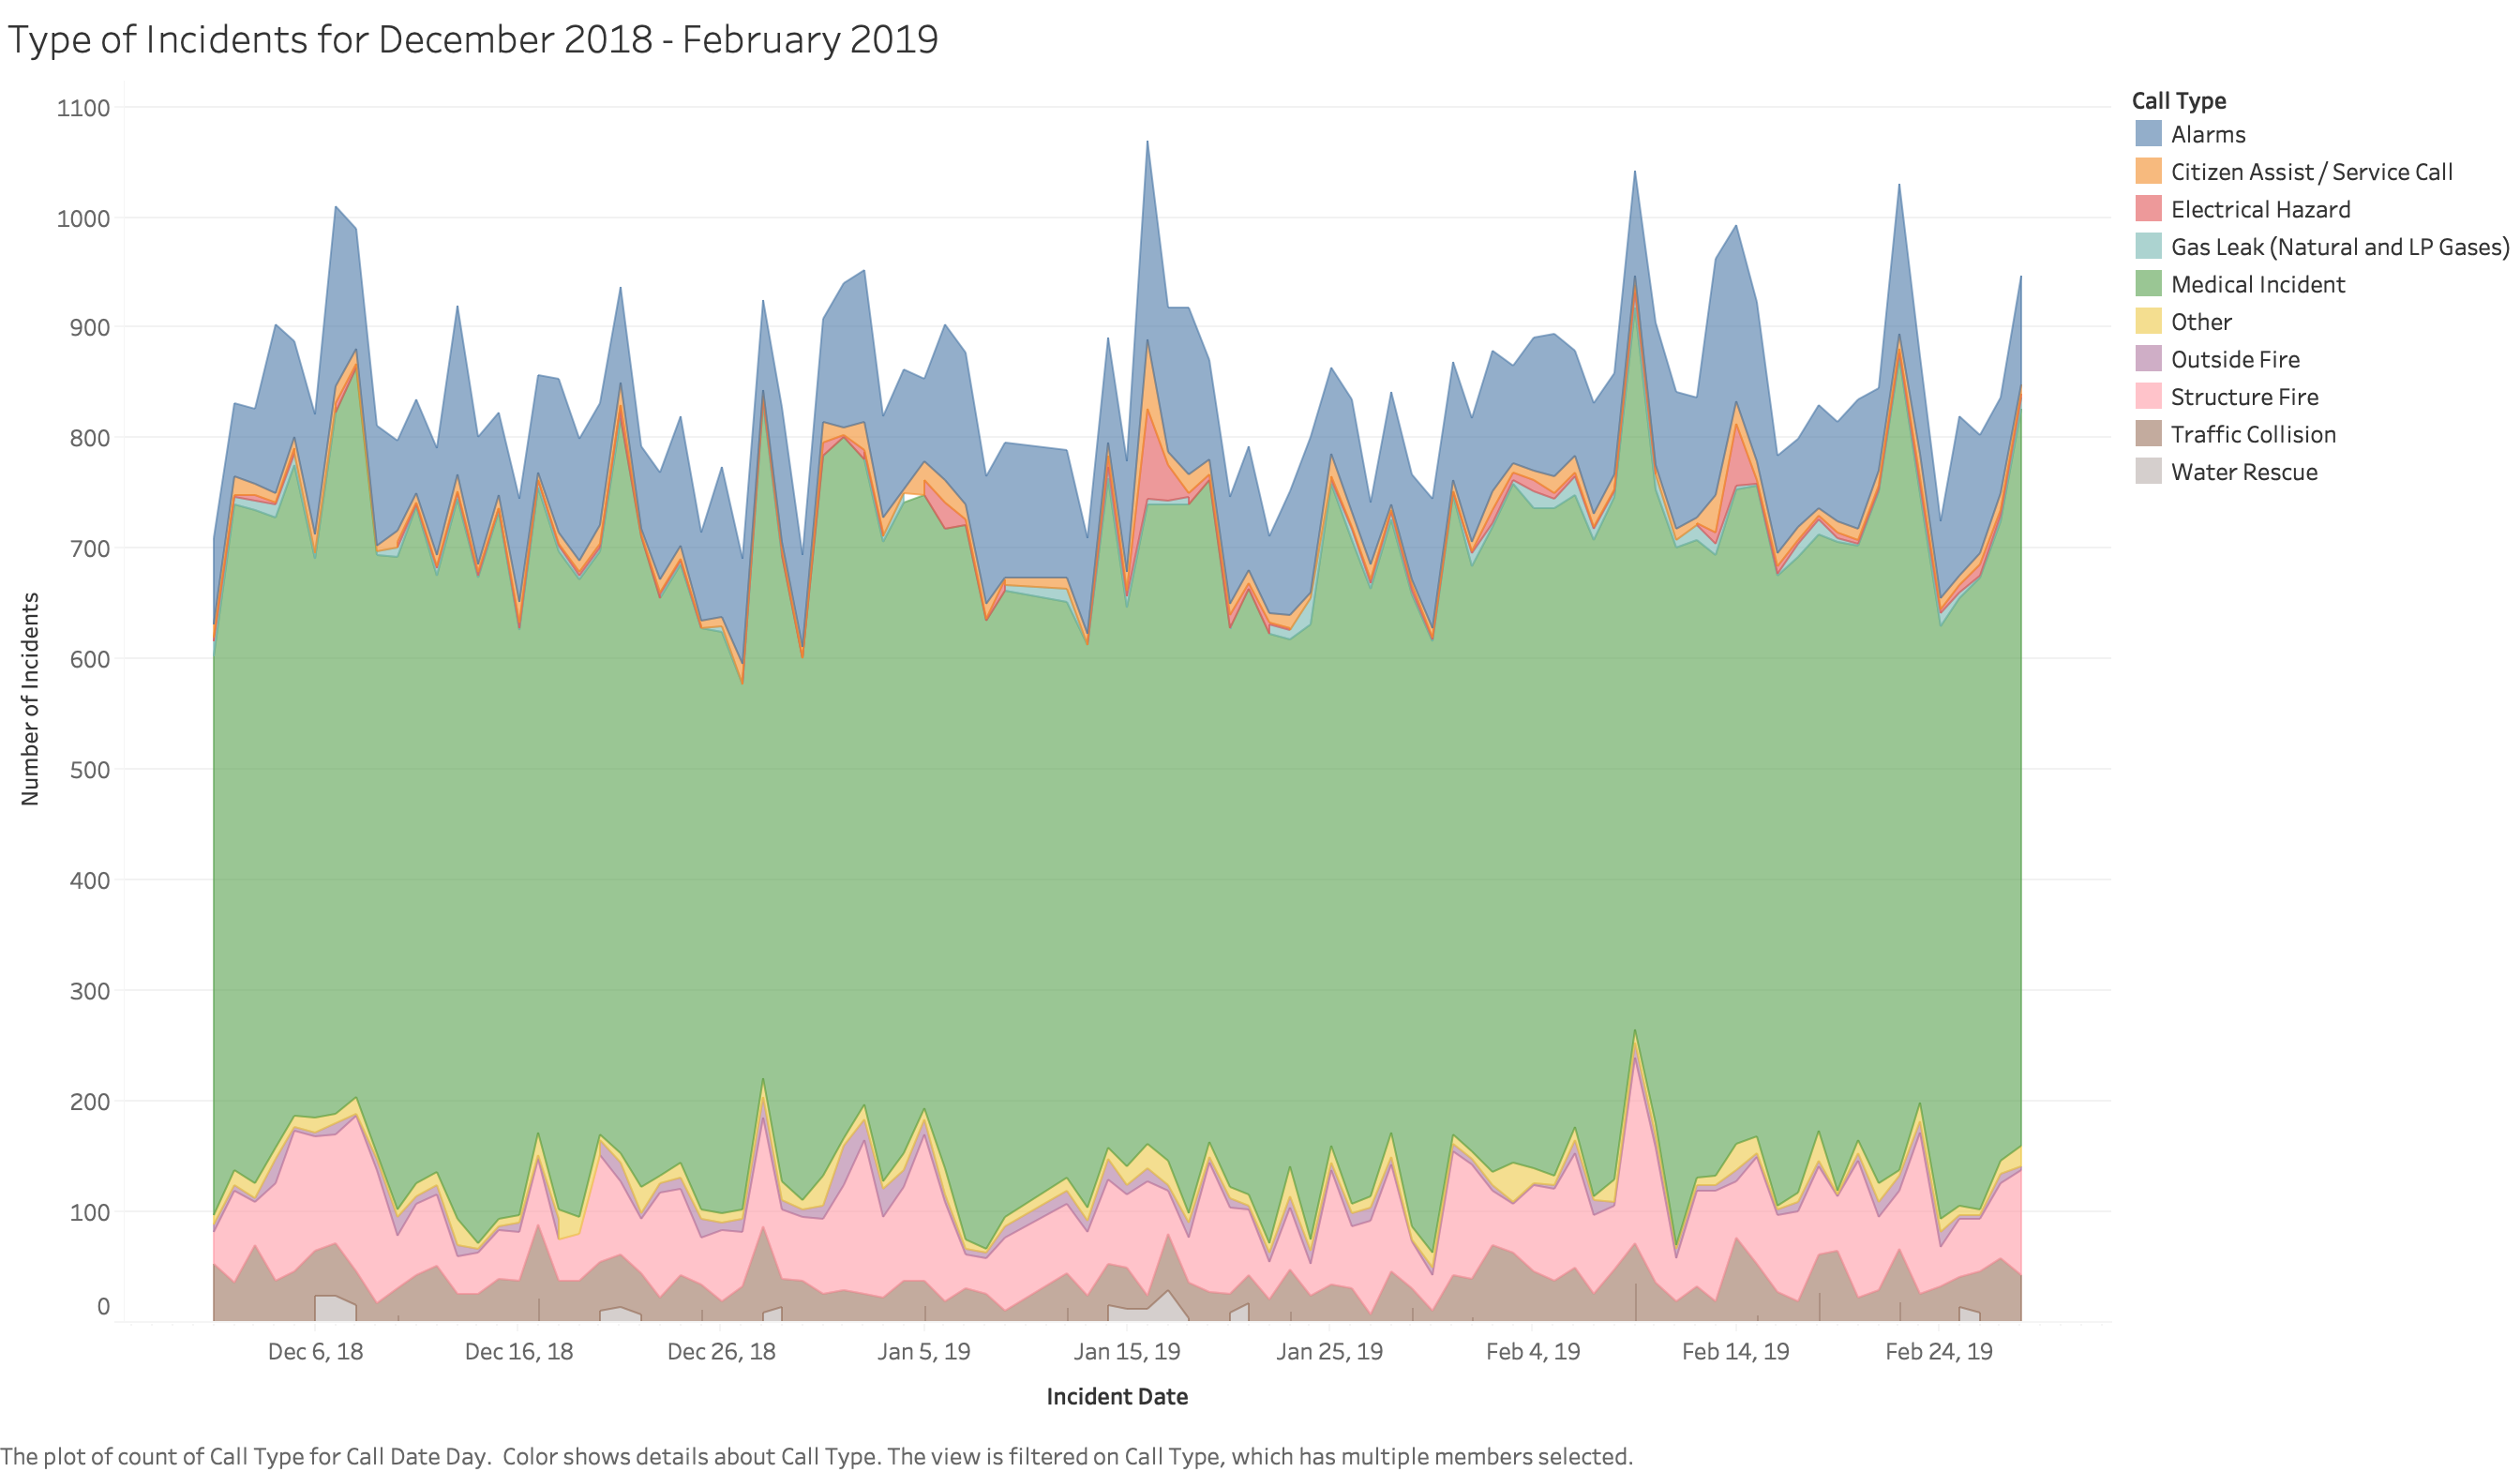 Type of Incidents for December 2018 - February 2019
1100
1000
900
800
700
600
500
400
300
200
100
0
Number of Incidents
Dec 6, 18
Dec 16, 18
Dec 26, 18
Jan 5, 19
Jan 15, 19
Jan 25, 19
Feb 4, 19
Feb 14, 19
Feb 24, 19
Incident Date
Call Type
Alarms
Citizen Assist / Service Call
Electrical Hazard
Gas Leak (Natural and LP Gases)
Medical Incident
Other
Outside Fire
Structure Fire
Traffic Collision
Water Rescue
The plot of count of Call Type for Call Date Day.  Color shows details about Call Type. The view is filtered on Call Type, which has multiple members selected.